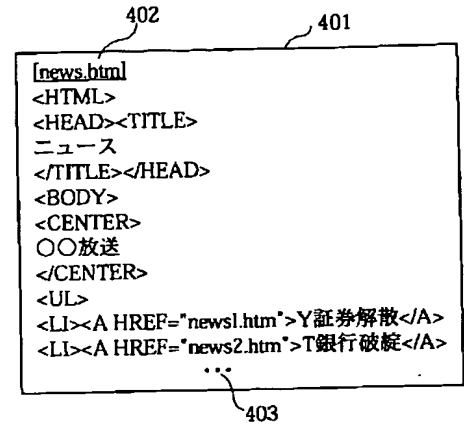 402
401
[news.htm]
<HTML>
<HEAD><TITLE>
ニュース
</TITLE></HEAD>
<BODY>
<CENTER>
○○放送
</CENTER>
<UL>
<LI><A HREF="news1.htm">Y証券解散</A>
<LI><A HREF="news2.htm">T銀行破綻</A>
•••
403